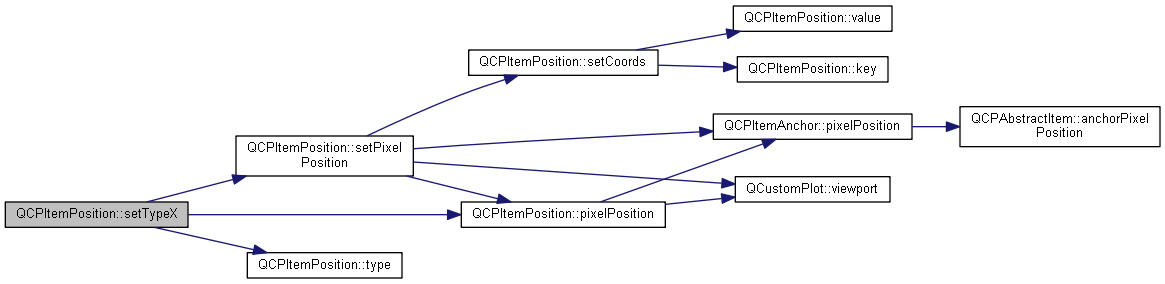 QCPItemPosition::value
QCPItemPosition::setCoords
QCPItemPosition::key
QCPItemAnchor::pixelPosition
QCPAbstractItem::anchorPixel
Position
QCPItemPosition::setPixel
Position
QCustomPlot::viewport
QCPItemPosition::setTypeX
QCPItemPosition::pixelPosition
QCPItemPosition::type